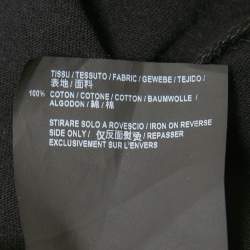 TISSU / TESSUTO / FABRIC / GEWEBE / TEJIDO /
表地 / 面料
100% COTON / COTONE / COTTON / BAUMWOLLE /
ALGODON / 綿 / 棉
STIRARE SOLO A ROVESCIO / IRON ON REVERSE
SIDE ONLY / 仅反面熨烫 / REPASSER
EXCLUSIVEMENT SUR L'ENVERS